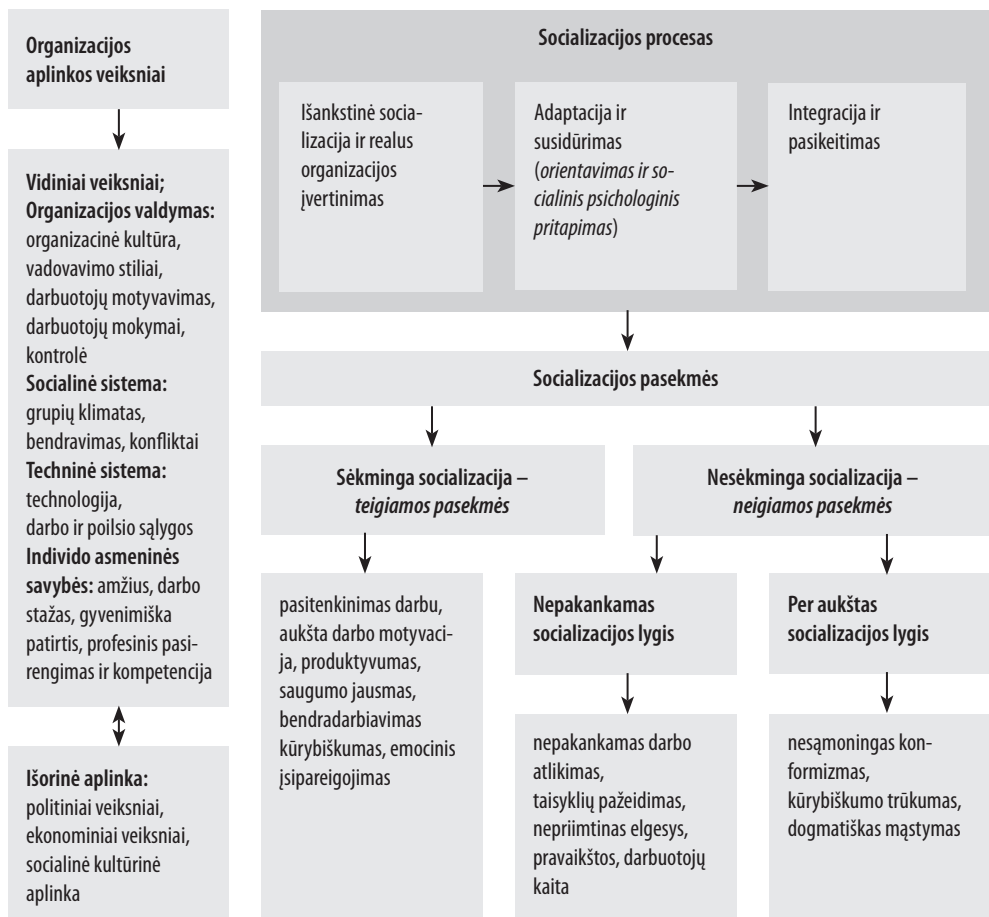 Organizacijos
aplinkos veiksniai
Vidiniai veiksniai;
Organizacijos valdymas:
organizacinė kultūra,
vadovavimo stiliai,
darbuotojų motyvavimas,
darbuotojų mokymai,
kontrolė
Socialinė sistema:
grupių klimatas,
bendravimas, konfliktai
Techninė sistema:
technologija,
darbo ir poilsio sąlygos
Individo asmeninės
savybės: amžius, darbo
stažas, gyvenimiška
patirtis, profesinis pasi-
rengimas ir kompetencija
Išorinė aplinka:
politiniai veiksniai,
ekonominiai veiksniai,
socialinė kultūrinė
aplinka
Socializacijos procesas
Išankstinė socia-
lizacija ir realus
organizacijos
įvertinimas
Adaptacija ir
susidūrimas
(orientavimas ir so-
cialinis psichologinis
pritapimas)
Integracija ir
pasikeitimas
Socializacijos pasekmės
Sėkminga socializacija –
teigiamos pasekmės
Nesėkminga socializacija –
neigiamos pasekmės
pasitenkinimas darbu,
aukšta darbo motyvaci-
ja, produktyvumas,
saugumo jausmas,
bendradarbiavimas
kūrybiškumas, emocinis
įsipareigojimas
Nepakankamas
socializacijos lygis
nepakankamas darbo
atlikimas,
taisyklių pažeidimas,
nepriimtinas elgesys,
pravaikštos, darbuotojų
kaita
Per aukštas
socializacijos lygis
nesąmoningas kon-
formizmas,
kūrybiškumo trūkumas,
dogmatiškas mąstymas